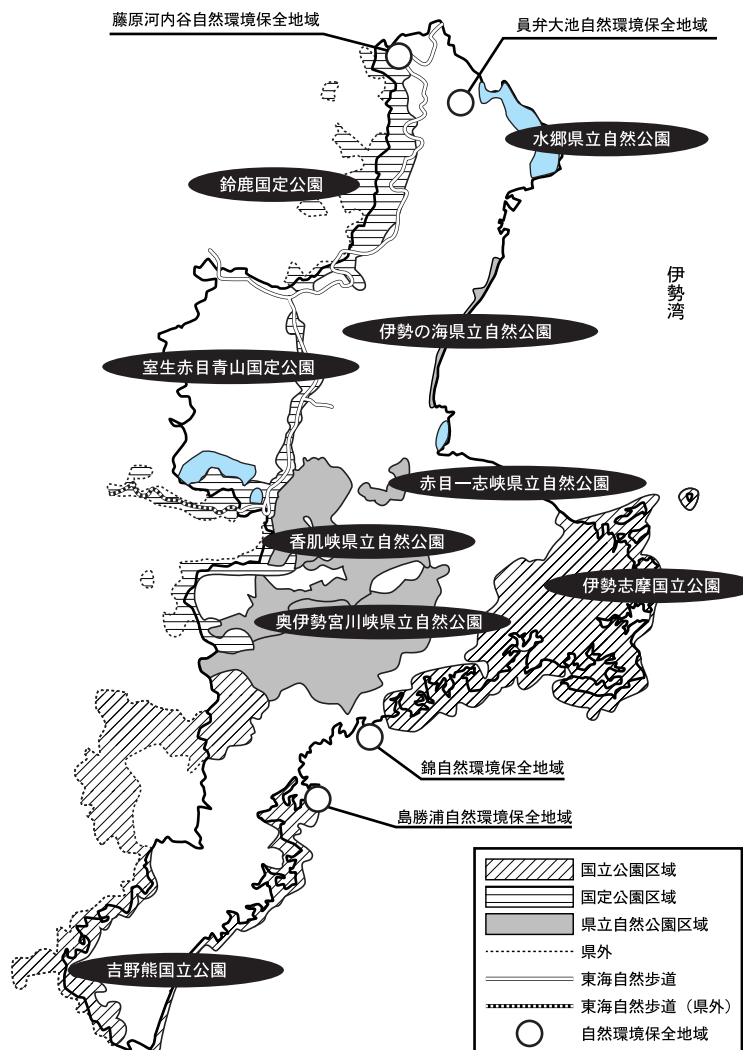 藤原河内谷自然環境保全地域
員弁大池自然環境保全地域
水郷県立自然公園
鈴鹿国定公園
伊勢湾
伊勢の海県立自然公園
室生赤目青山国定公園
赤目一志峡県立自然公園
香肌峡県立自然公園
伊勢志摩国立公園
奥伊勢宮川峡県立自然公園
錦自然環境保全地域
島勝浦自然環境保全地域
吉野熊国立公園
国立公園区域
国定公園区域
県立自然公園区域
県外
東海自然歩道
東海自然歩道（県外）
自然環境保全地域